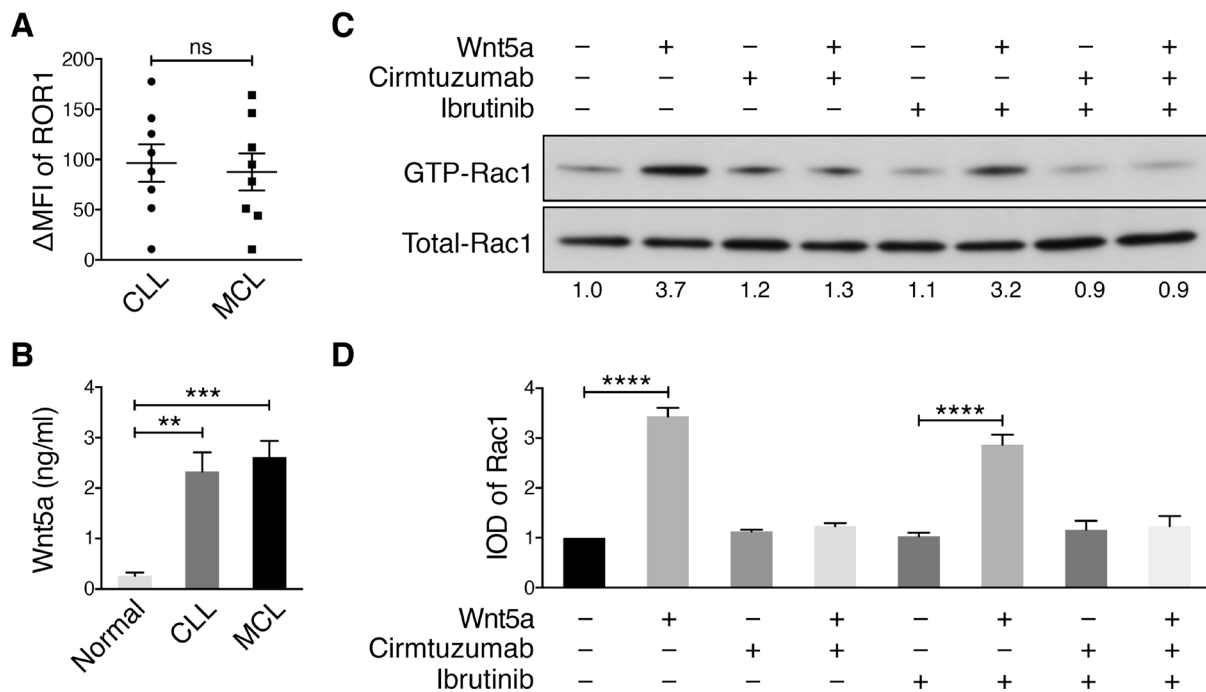 A
ns
ΔMFI of ROR1
200
150
100
50
0
CLL
MCL
B
Wnt5a (ng/ml)
4
3
2
1
0
***
**
Normal
CLL
MCL
C
Wnt5a – + – + – + – +
Cirmtuzumab – – + + – – + +
Ibrutinib – – – – + + + +
GTP-Rac1
Total-Rac1
1.0 3.7 1.2 1.3 1.1 3.2 0.9 0.9
D
IOD of Rac1
4
3
2
1
0
****
****
Wnt5a – + – + – + – +
Cirmtuzumab – – + + – – + +
Ibrutinib – – – – + + + +